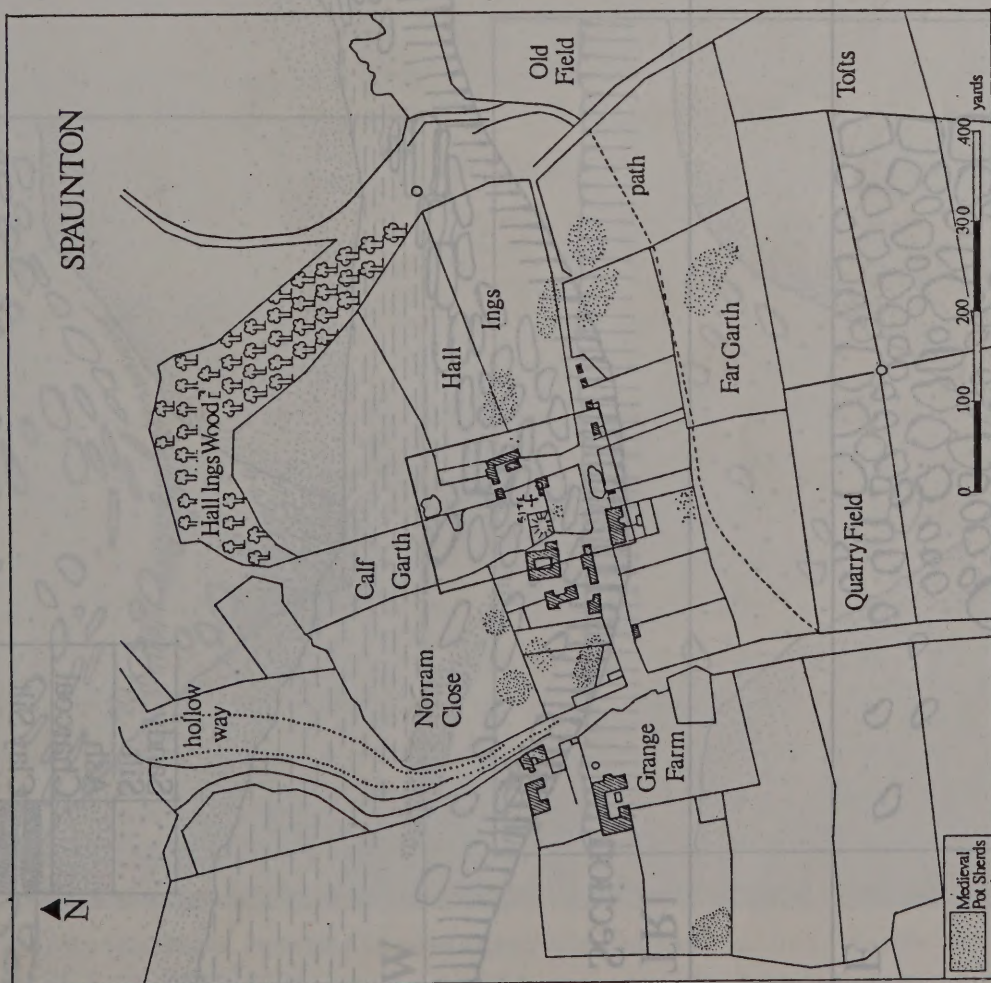 SPAUNTON
N
hollow
way
Hall Ings Wood
Calf
Garth
Norram
Close
Hall
Ings
Old
Field
SITE
path
Far Garth
Grange
Farm
Tofts
Quarry Field
Medieval
Pot Sherds
0 100 200 300 400
yards